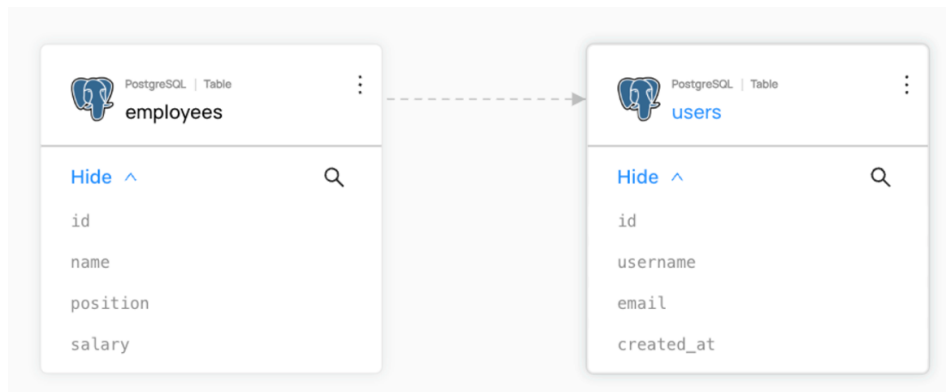 PostgreSQL | Table
employees
Hide
id
name
position
salary
PostgreSQL | Table
users
Hide
id
username
email
created_at